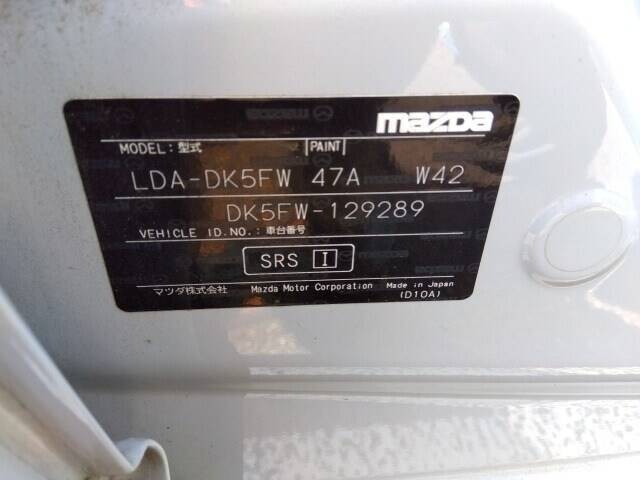 mazda
MODEL: 型式 PAINT
LDA-DK5FW 47A W42
DK5FW-129289
VEHICLE ID.NO.: 車台番号
SRS I
マツダ株式会社 Mazda Motor Corporation Made in Japan
(D10A)